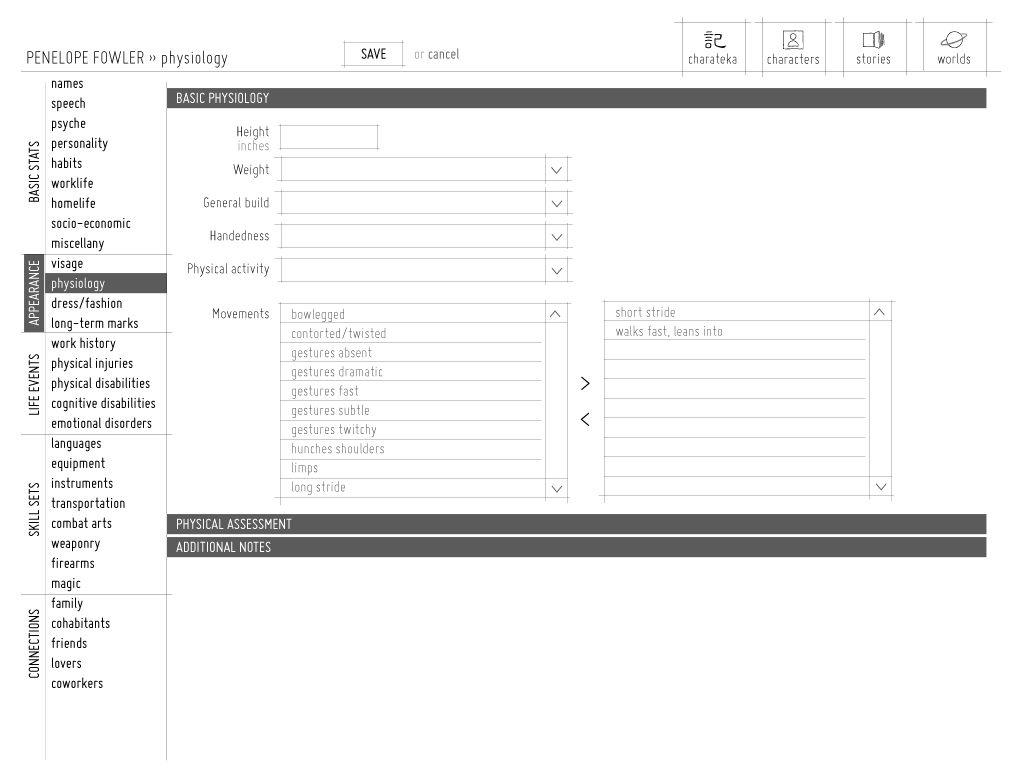 PENELOPE FOWLER » physiology
SAVE or cancel
記
charateka
characters
stories
worlds
BASIC STATS
names
speech
psyche
personality
habits
worklife
homelife
socio-economic
miscellany
APPEARANCE
visage
physiology
dress/fashion
long-term marks
LIFE EVENTS
work history
physical injuries
physical disabilities
cognitive disabilities
emotional disorders
SKILL SETS
languages
equipment
instruments
transportation
combat arts
weaponry
firearms
magic
CONNECTIONS
family
cohabitants
friends
lovers
coworkers
BASIC PHYSIOLOGY
Height
inches
Weight
General build
Handedness
Physical activity
Movements
bowlegged
contorted/twisted
gestures absent
gestures dramatic
gestures fast
gestures subtle
gestures twitchy
hunches shoulders
limps
long stride
short stride
walks fast, leans into
PHYSICAL ASSESSMENT
ADDITIONAL NOTES